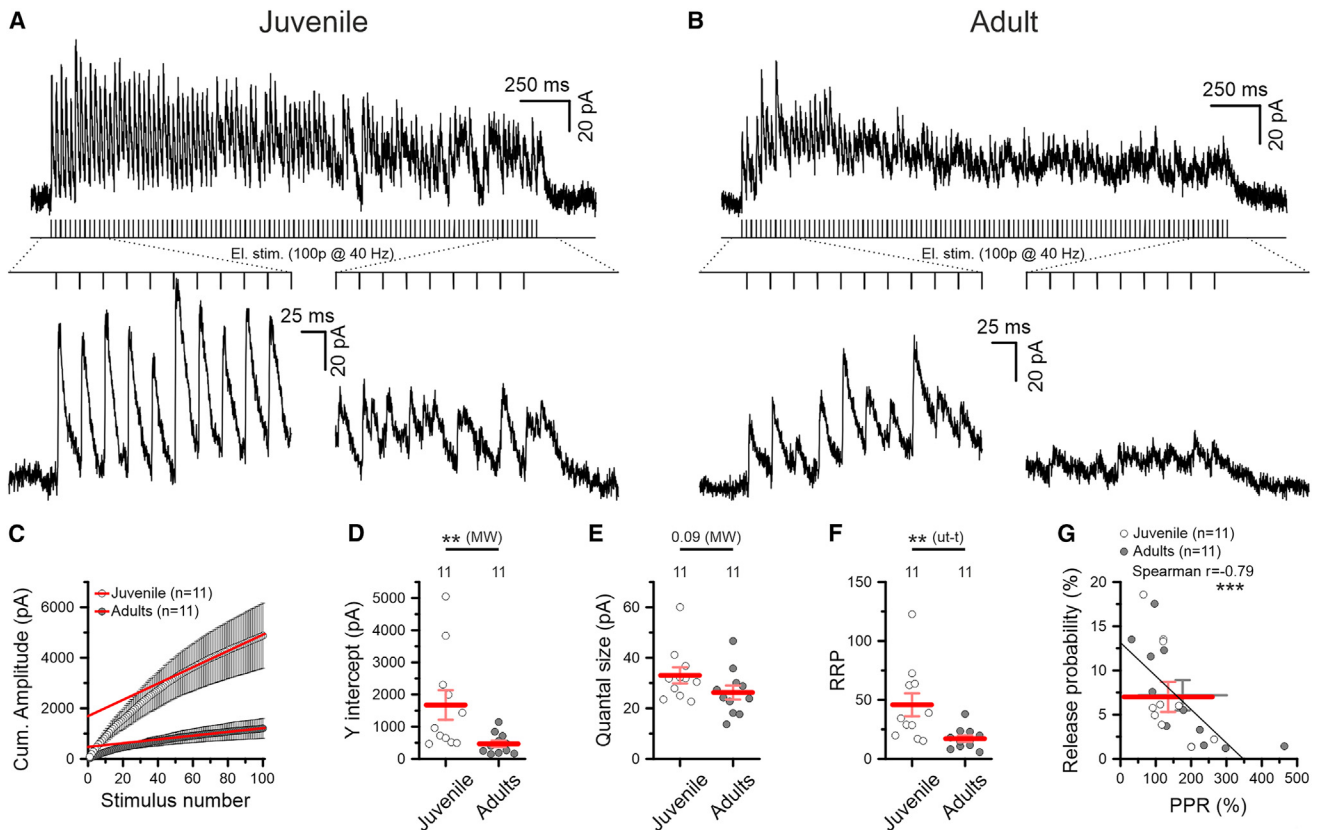 A
Juvenile
B
Adult
250 ms
20 pA
250 ms
20 pA
El. stim. (100p @ 40 Hz)
El. stim. (100p @ 40 Hz)
25 ms
20 pA
25 ms
20 pA
C
Juvenile (n=11)
Adults (n=11)
Cum. Amplitude (pA)
6000
4000
2000
0
0 20 40 60 80 100
Stimulus number
D
** (MW)
11 11
Y intercept (pA)
5000
4000
3000
2000
1000
0
Juvenile
Adults
E
0.09 (MW)
11 11
Quantal size (pA)
60
40
20
0
Juvenile
Adults
F
** (ut-t)
11 11
RRP
150
100
50
0
Juvenile
Adults
G
Juvenile (n=11)
Adults (n=11)
Spearman r=-0.79
***
Release probability (%)
20
15
10
5
0
0 100 200 300 400 500
PPR (%)